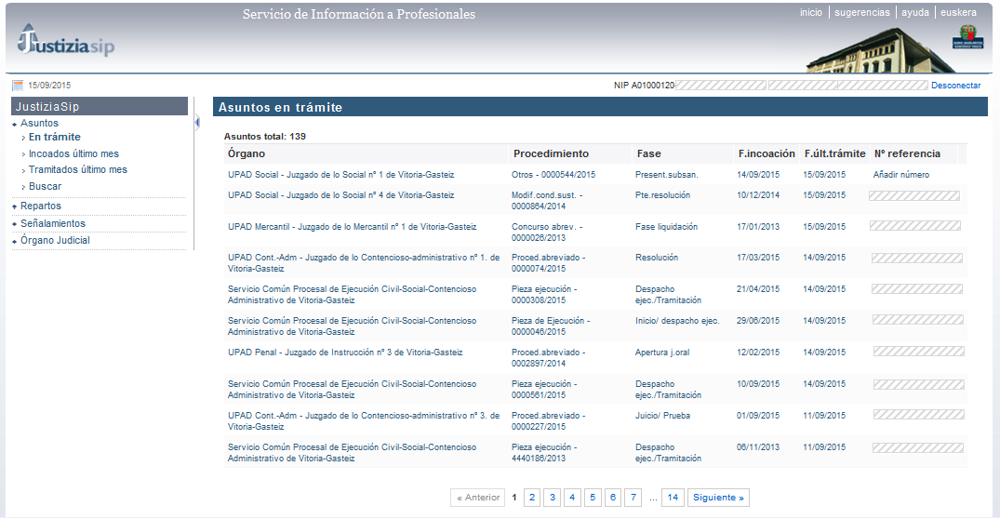 Servicio de Información a Profesionales
inicio | sugerencias | ayuda | euskera
Justizia sip
15/09/2015
NIP A01000120
Desconectar
JustiziaSip
Asuntos
En trámite
Incoados último mes
Tramitados último mes
Buscar
Repartos
Señalamientos
Órgano Judicial
Asuntos en trámite
Asuntos total: 139
Órgano Procedimiento Fase F.incoación F.últ.trámite Nº referencia
UPAD Social - Juzgado de lo Social nº 1 de Vitoria-Gasteiz Otros - 0000544/2015 Present.subsan. 14/09/2015 15/09/2015 Añadir número
UPAD Social - Juzgado de lo Social nº 4 de Vitoria-Gasteiz Modif.cond.sust. - Pte.resolución 10/12/2014 15/09/2015
0000864/2014
UPAD Mercantil - Juzgado de lo Mercantil nº 1 de Vitoria-Gasteiz Concurso abrev. - Fase liquidación 17/01/2013 15/09/2015
0000026/2013
UPAD Cont.-Adm - Juzgado de lo Contencioso-administrativo nº 1. de Proced.abreviado - Resolución 17/03/2015 14/09/2015
Vitoria-Gasteiz 0000074/2015
Servicio Común Procesal de Ejecución Civil-Social-Contencioso Pieza ejecución - Despacho 21/04/2015 14/09/2015
Administrativo de Vitoria-Gasteiz 0000308/2015 ejec./Tramitación
Servicio Común Procesal de Ejecución Civil-Social-Contencioso Pieza de Ejecución - Inicio/ despacho ejec. 29/06/2015 14/09/2015
Administrativo de Vitoria-Gasteiz 0000046/2015
UPAD Penal - Juzgado de Instrucción nº 3 de Vitoria-Gasteiz Proced.abreviado - Apertura j.oral 12/02/2015 14/09/2015
0002897/2014
Servicio Común Procesal de Ejecución Civil-Social-Contencioso Pieza ejecución - Despacho 10/09/2015 14/09/2015
Administrativo de Vitoria-Gasteiz 0000561/2015 ejec./Tramitación
UPAD Cont.-Adm - Juzgado de lo Contencioso-administrativo nº 3. de Proced.abreviado - Juicio/ Prueba 01/09/2015 11/09/2015
Vitoria-Gasteiz 0000227/2015
Servicio Común Procesal de Ejecución Civil-Social-Contencioso Pieza ejecución - Despacho 06/11/2013 11/09/2015
Administrativo de Vitoria-Gasteiz 4440186/2013 ejec./Tramitación
« Anterior 1 2 3 4 5 6 7 ... 14 Siguiente »